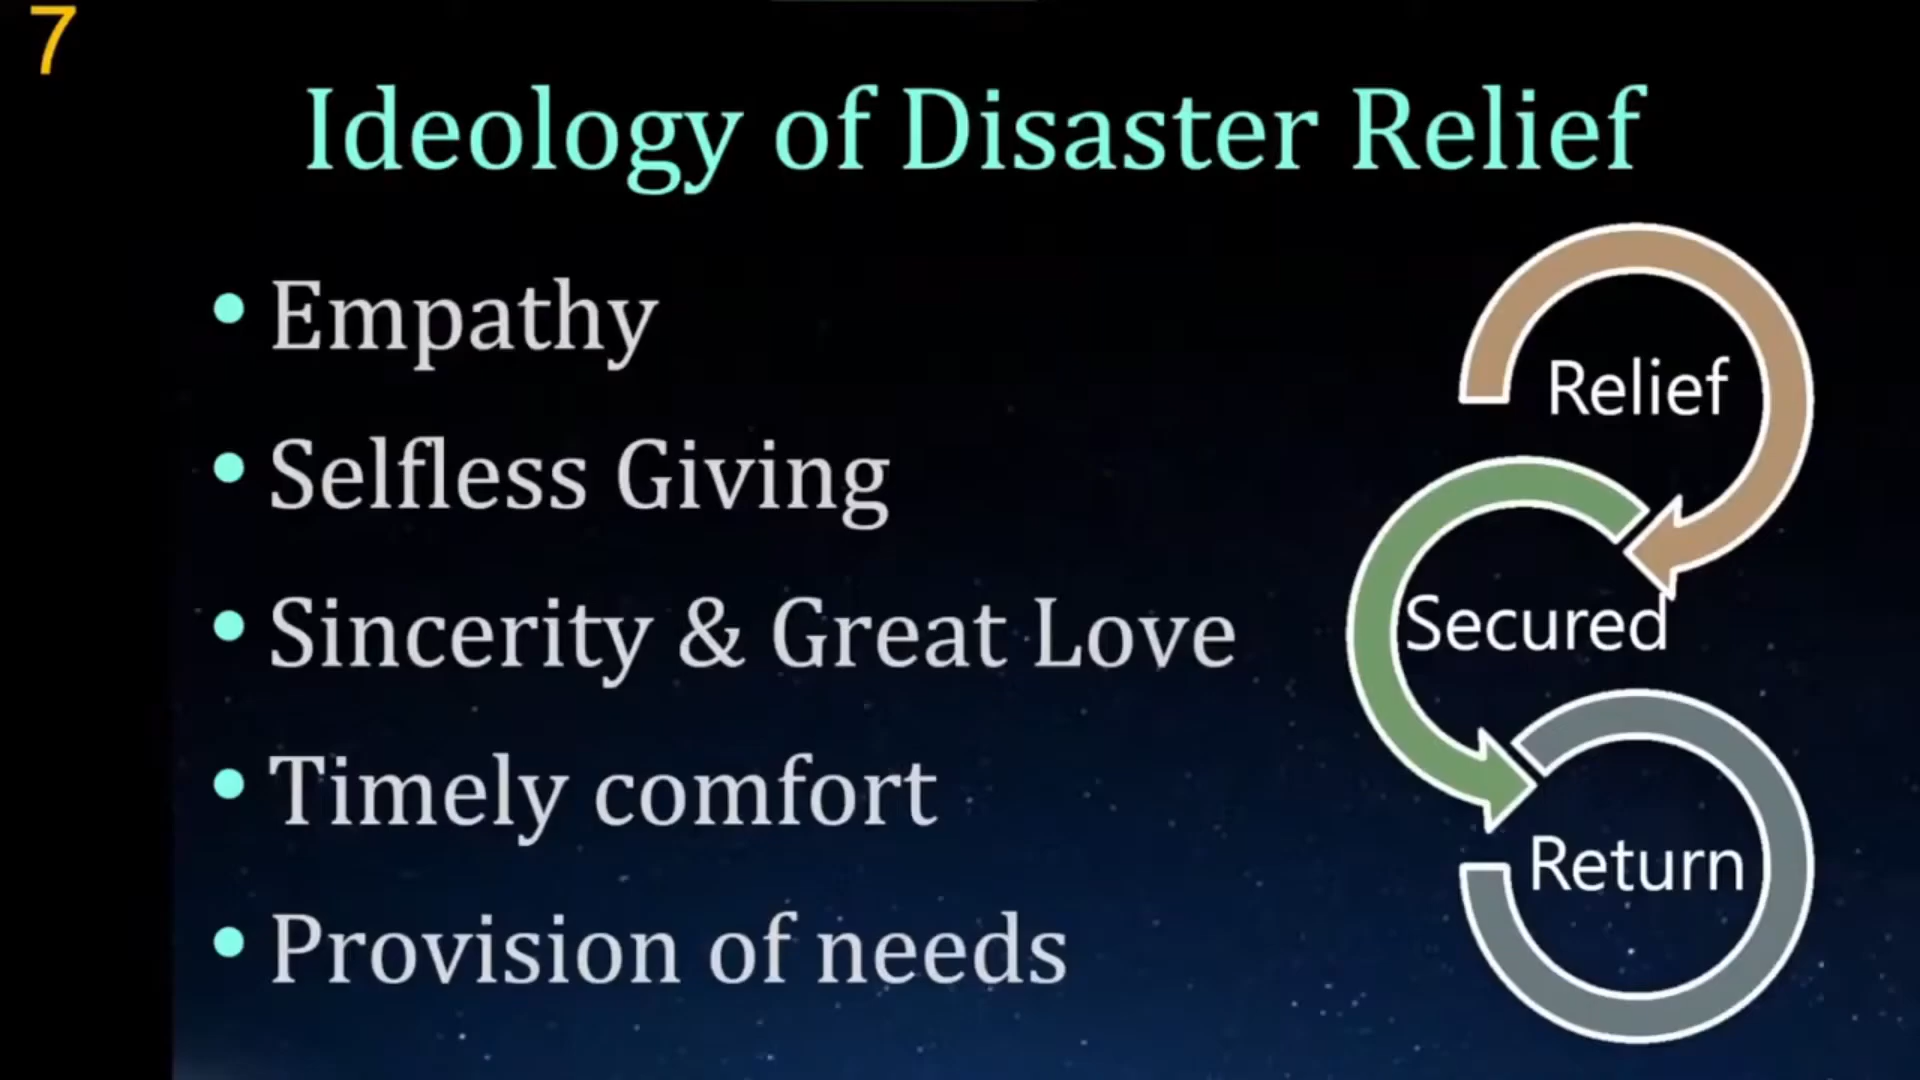 7
Ideology of Disaster Relief
• Empathy
• Selfless Giving
• Sincerity & Great Love
• Timely comfort
• Provision of needs
Relief
Secured
Return